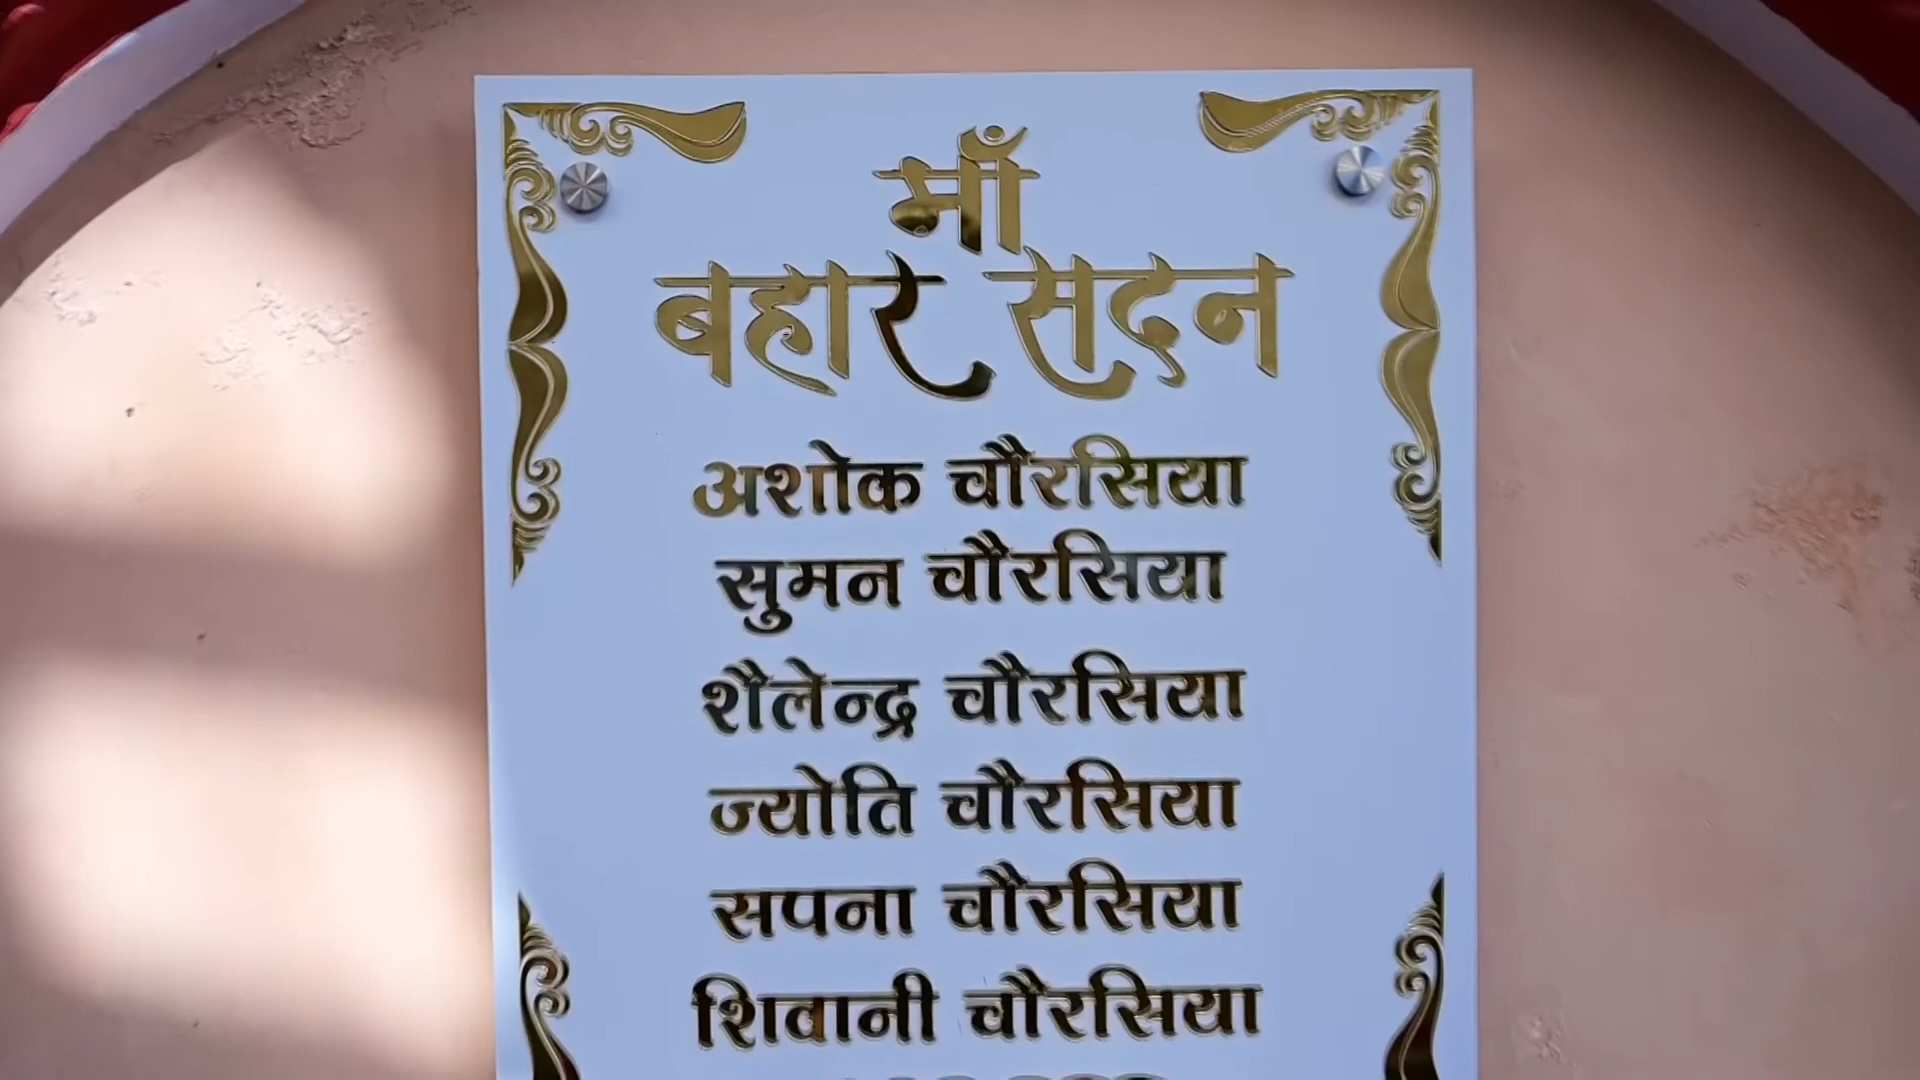 माँ
बहार सदन
अशोक चौरसिया
सुमन चौरसिया
शैलेन्द्र चौरसिया
ज्योति चौरसिया
सपना चौरसिया
शिवानी चौरसिया